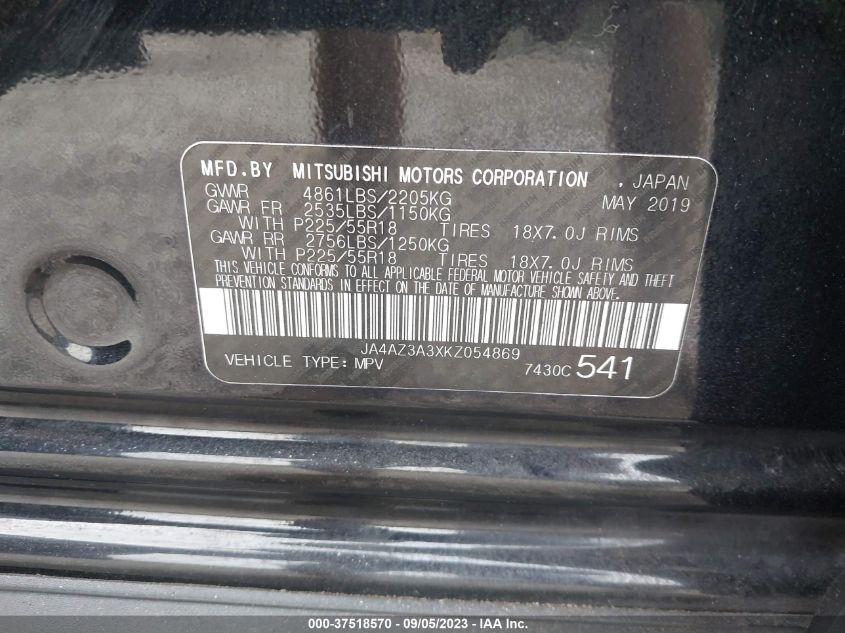 MFD.BY MITSUBISHI MOTORS CORPORATION , JAPAN
GVWR 4861LBS/2205KG MAY 2019
GAWR FR 2535LBS/1150KG
WITH P225/55R18 TIRES 18X7.0J RIMS
GAWR RR 2756LBS/1250KG
WITH P225/55R18 TIRES 18X7.0J RIMS
THIS VEHICLE CONFORMS TO ALL APPLICABLE FEDERAL MOTOR VEHICLE SAFETY AND THEFT
PREVENTION STANDARDS IN EFFECT ON THE DATE OF MANUFACTURE SHOWN ABOVE.
JA4AZ3A3XKZ054869
VEHICLE TYPE: MPV 7430C 541
000-37518570 - 09/05/2023 - IAA Inc.